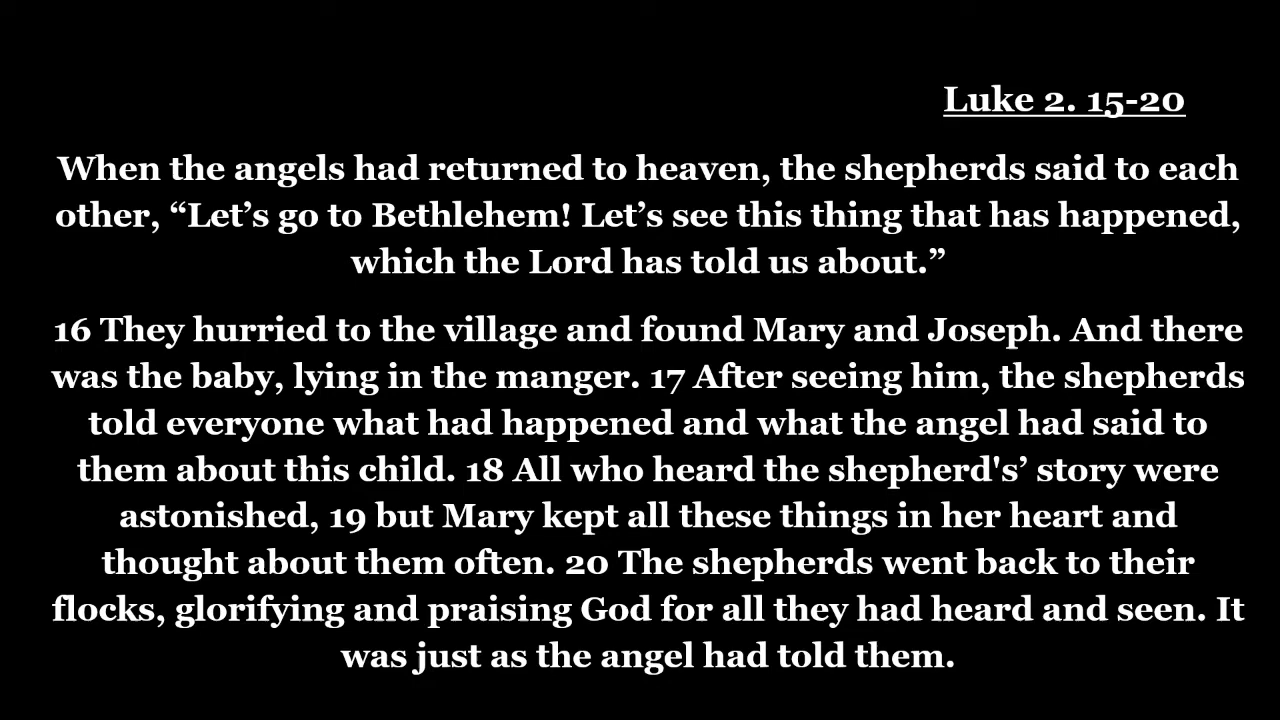 Luke 2. 15-20
When the angels had returned to heaven, the shepherds said to each
other, “Let’s go to Bethlehem! Let’s see this thing that has happened,
which the Lord has told us about.”
16 They hurried to the village and found Mary and Joseph. And there
was the baby, lying in the manger. 17 After seeing him, the shepherds
told everyone what had happened and what the angel had said to
them about this child. 18 All who heard the shepherd's’ story were
astonished, 19 but Mary kept all these things in her heart and
thought about them often. 20 The shepherds went back to their
flocks, glorifying and praising God for all they had heard and seen. It
was just as the angel had told them.